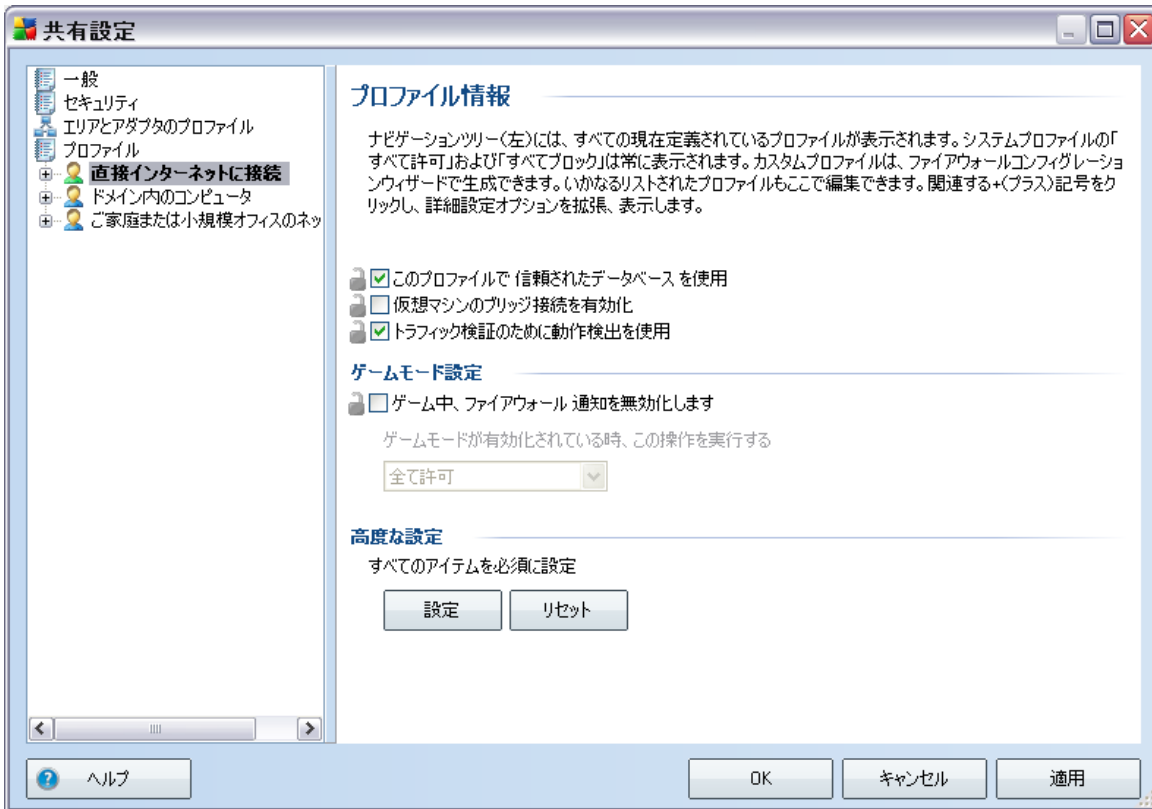 共有設定
一般
セキュリティ
エリアとアダプタのプロファイル
プロファイル
直接インターネットに接続
ドメイン内のコンピュータ
ご家庭または小規模オフィスのネッ
プロファイル情報
ナビゲーションツリー(左)には、すべての現在定義されているプロファイルが表示されます。システムプロファイルの「
すべて許可」および「すべてブロック」は常に表示されます。カスタムプロファイルは、ファイアウォールコンフィグレーショ
ンウィザードで生成できます。いかなるリストされたプロファイルもここで編集できます。関連する+(プラス)記号をク
リックし、詳細設定オプションを拡張、表示します。
このプロファイルで 信頼されたデータベース を使用
仮想マシンのブリッジ接続を有効化
トラフィック検証のために動作検出を使用
ゲームモード設定
ゲーム中、ファイアウォール 通知を無効化します
ゲームモードが有効化されている時、この操作を実行する
全て許可
高度な設定
すべてのアイテムを必須に設定
設定
リセット
ヘルプ
OK
キャンセル
適用